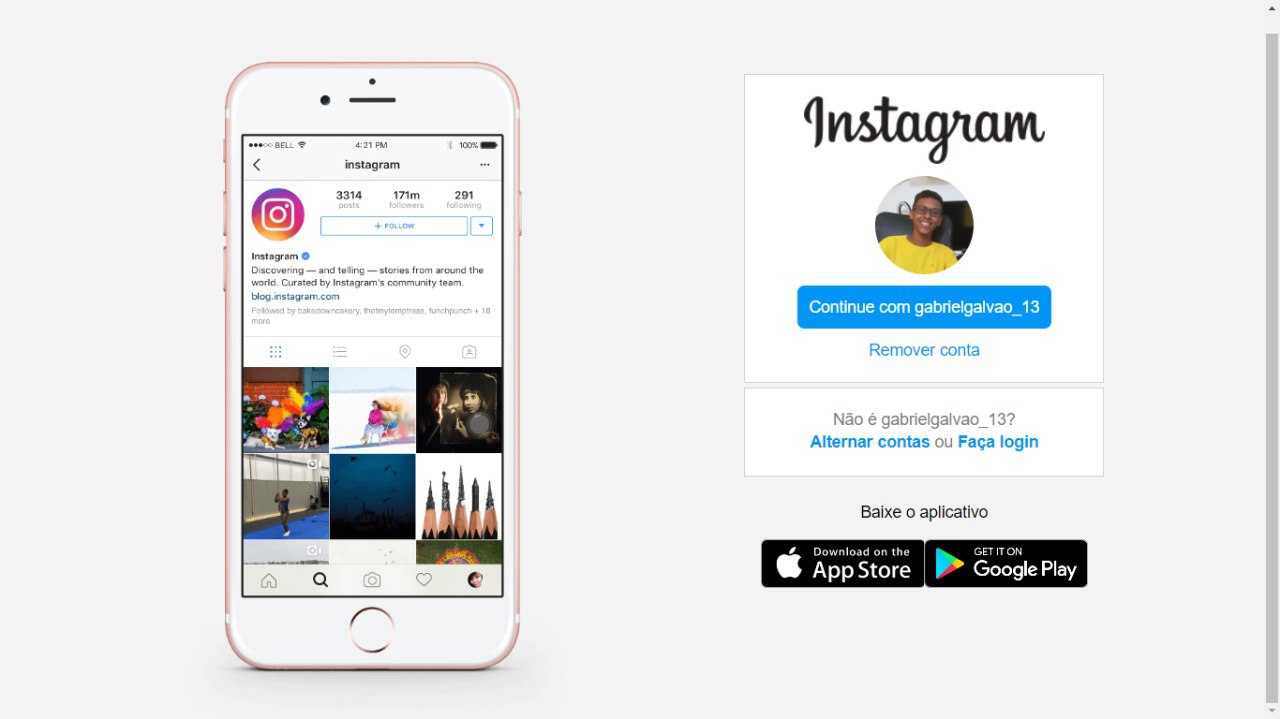 ●●●○○ BELL 4:21 PM 100%
instagram
3314 171m 291
posts followers following
+ FOLLOW
Instagram
Discovering — and telling — stories from around the
world. Curated by Instagram's community team.
blog.instagram.com
Followed by bakedowncakery, thetinytemptress, funchpunch + 18
more
Instagram
Continue com gabrielgalvao_13
Remover conta
Não é gabrielgalvao_13?
Alternar contas ou Faça login
Baixe o aplicativo
Download on the
App Store
GET IT ON
Google Play